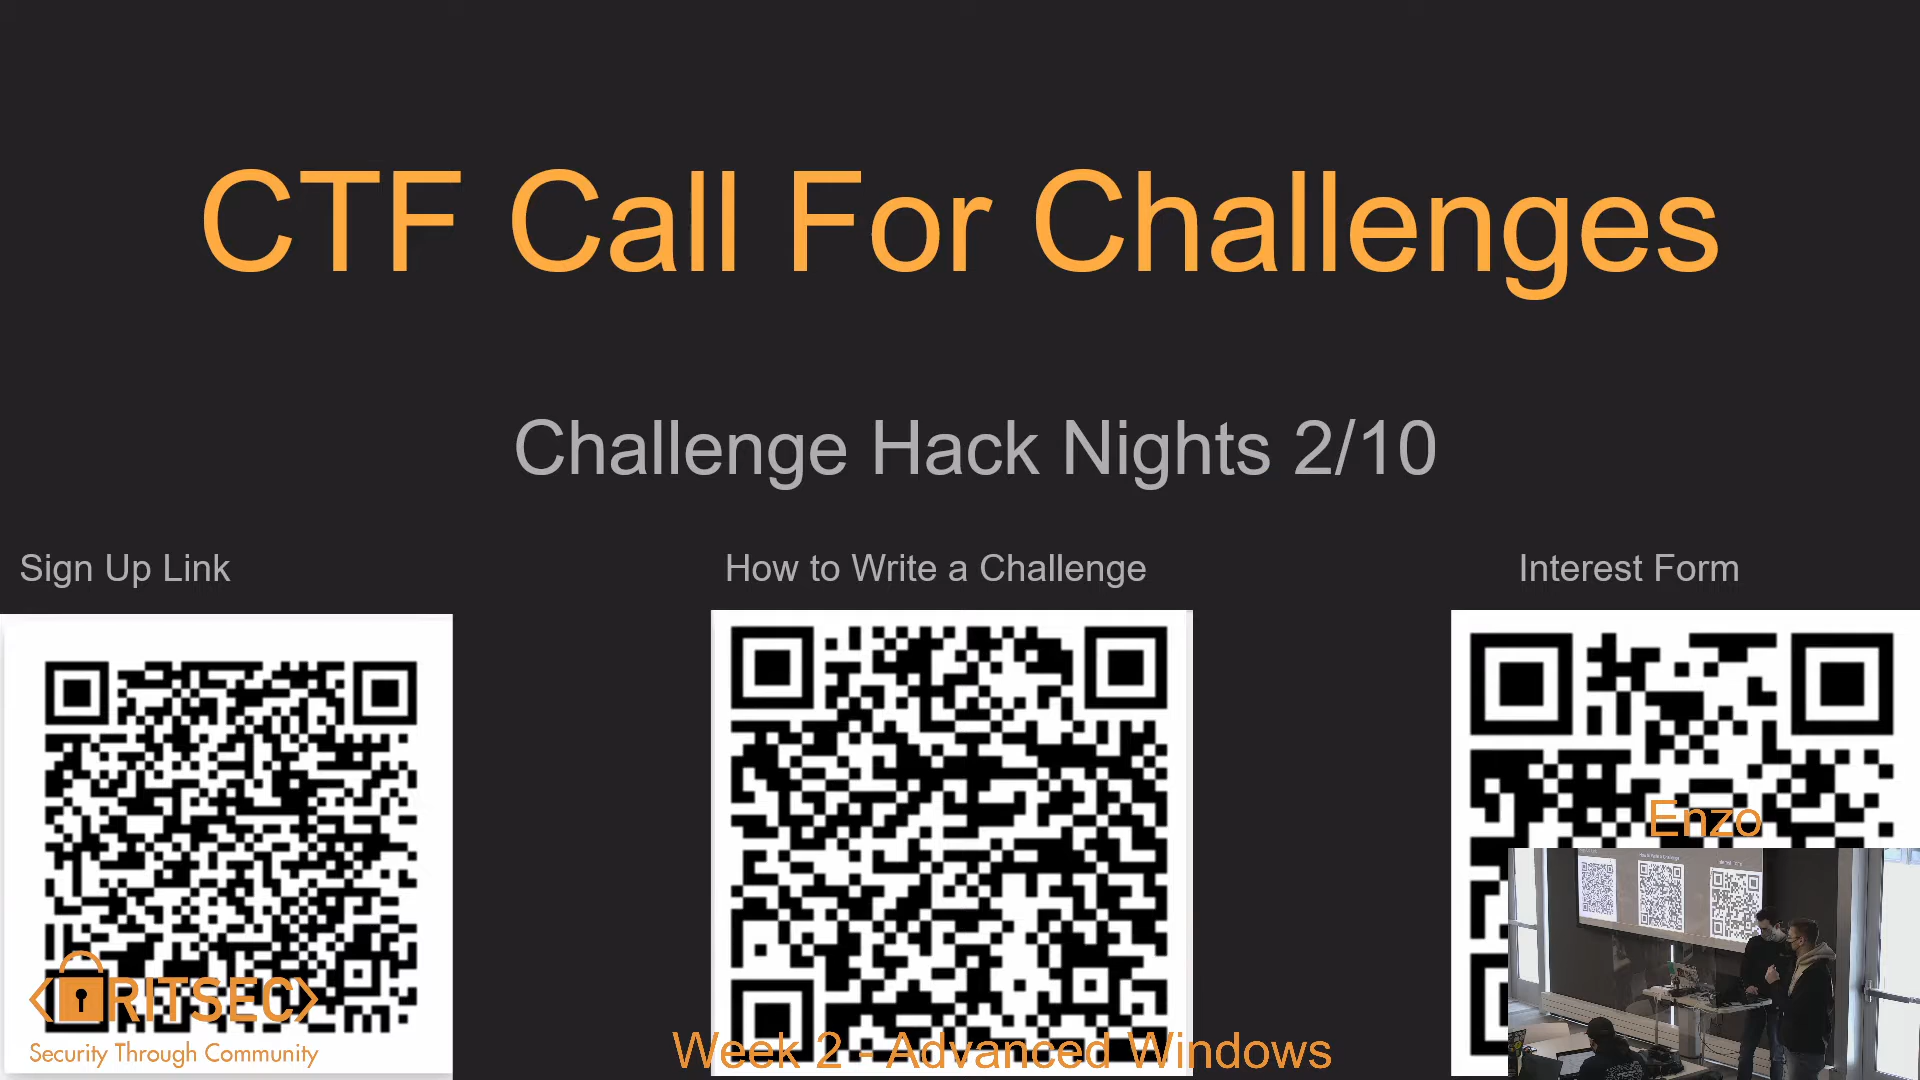 CTF Call For Challenges
Challenge Hack Nights 2/10
Sign Up Link
How to Write a Challenge
Interest Form
Enzo
RITSEC
Security Through Community
Week 2 - Advanced Windows